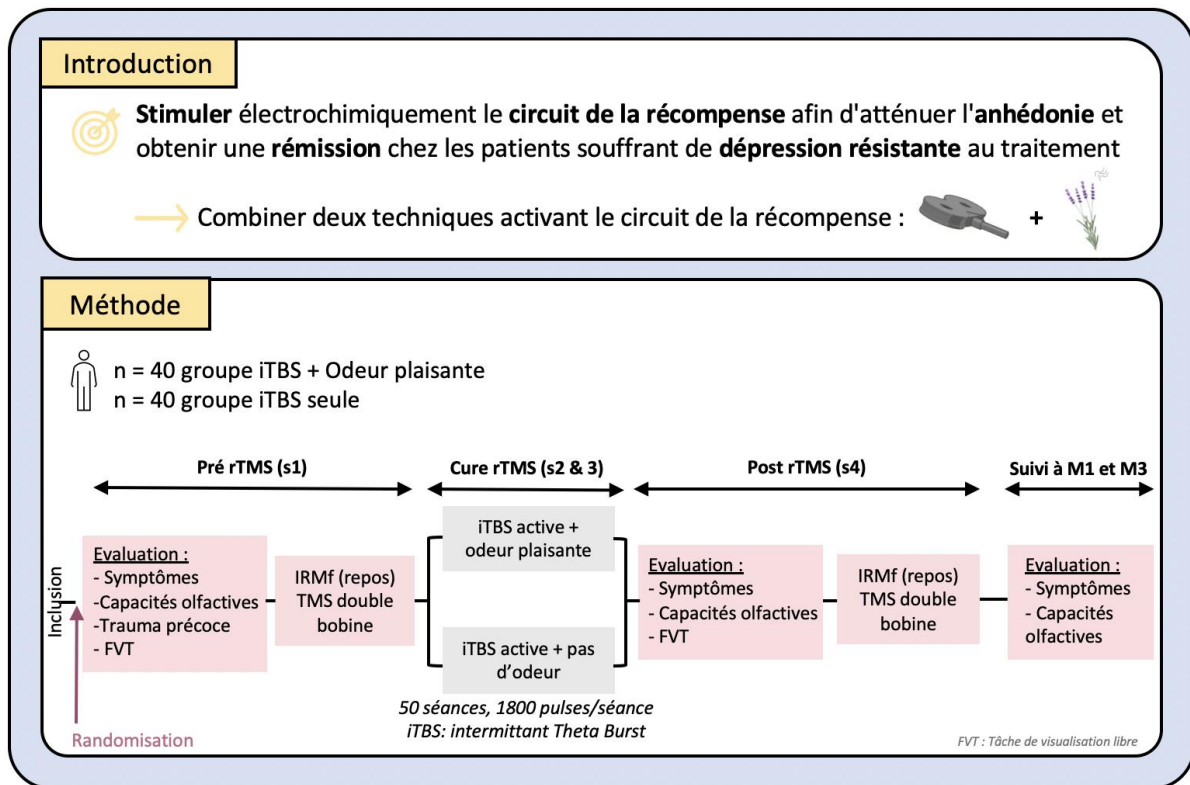 Introduction
Stimuler électrochimiquement le circuit de la récompense afin d'atténuer l'anhédonie et
obtenir une rémission chez les patients souffrant de dépression résistante au traitement
Combiner deux techniques activant le circuit de la récompense :
+
Méthode
n = 40 groupe iTBS + Odeur plaisante
n = 40 groupe iTBS seule
Pré rTMS (s1)
Cure rTMS (s2 & 3)
Post rTMS (s4)
Suivi à M1 et M3
Inclusion
Randomisation
Evaluation :
- Symptômes
-Capacités olfactives
-Trauma précoce
- FVT
IRMf (repos)
TMS double
bobine
iTBS active +
odeur plaisante
iTBS active + pas
d'odeur
50 séances, 1800 pulses/séance
iTBS: intermittant Theta Burst
Evaluation :
- Symptômes
- Capacités olfactives
- FVT
IRMf (repos)
TMS double
bobine
Evaluation :
- Symptômes
- Capacités
olfactives
FVT : Tâche de visualisation libre